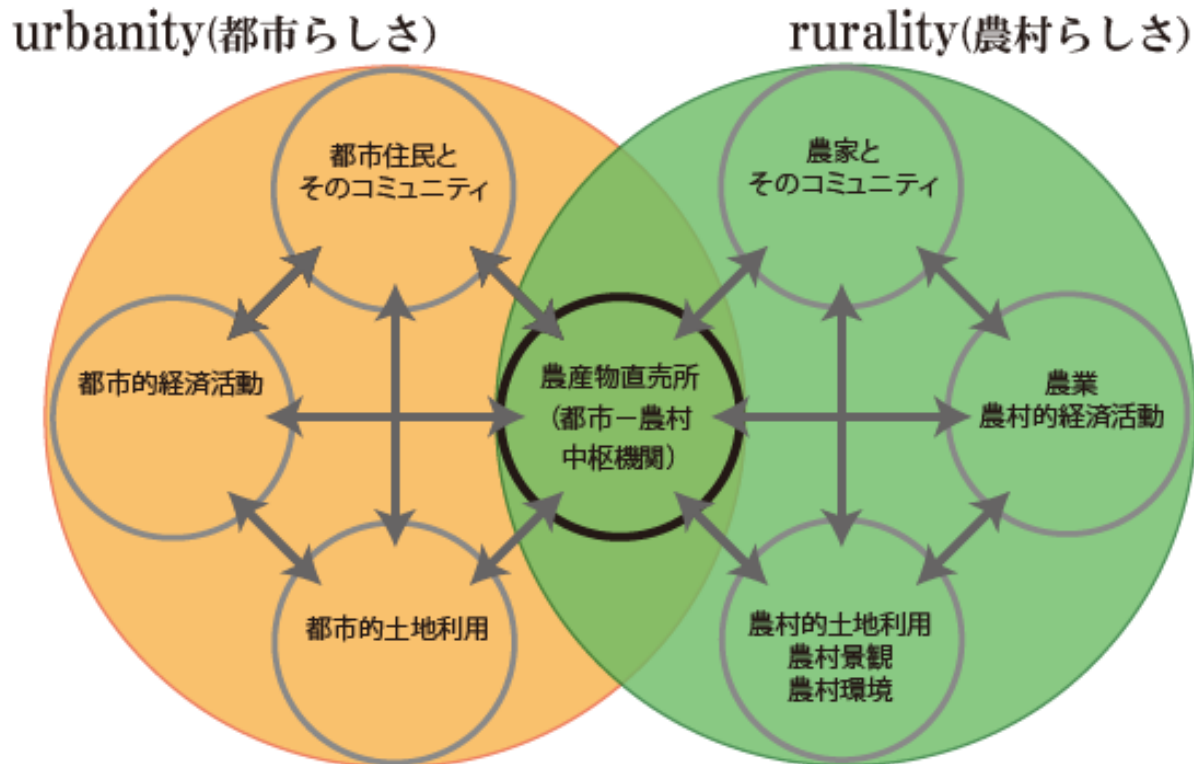 urbanity(都市らしさ)
rurality(農村らしさ)
都市住民と
そのコミュニティ
農家と
そのコミュニティ
都市的経済活動
農産物直売所
(都市－農村
中枢機関)
農業
農村的経済活動
都市的土地利用
農村的土地利用
農村景観
農村環境